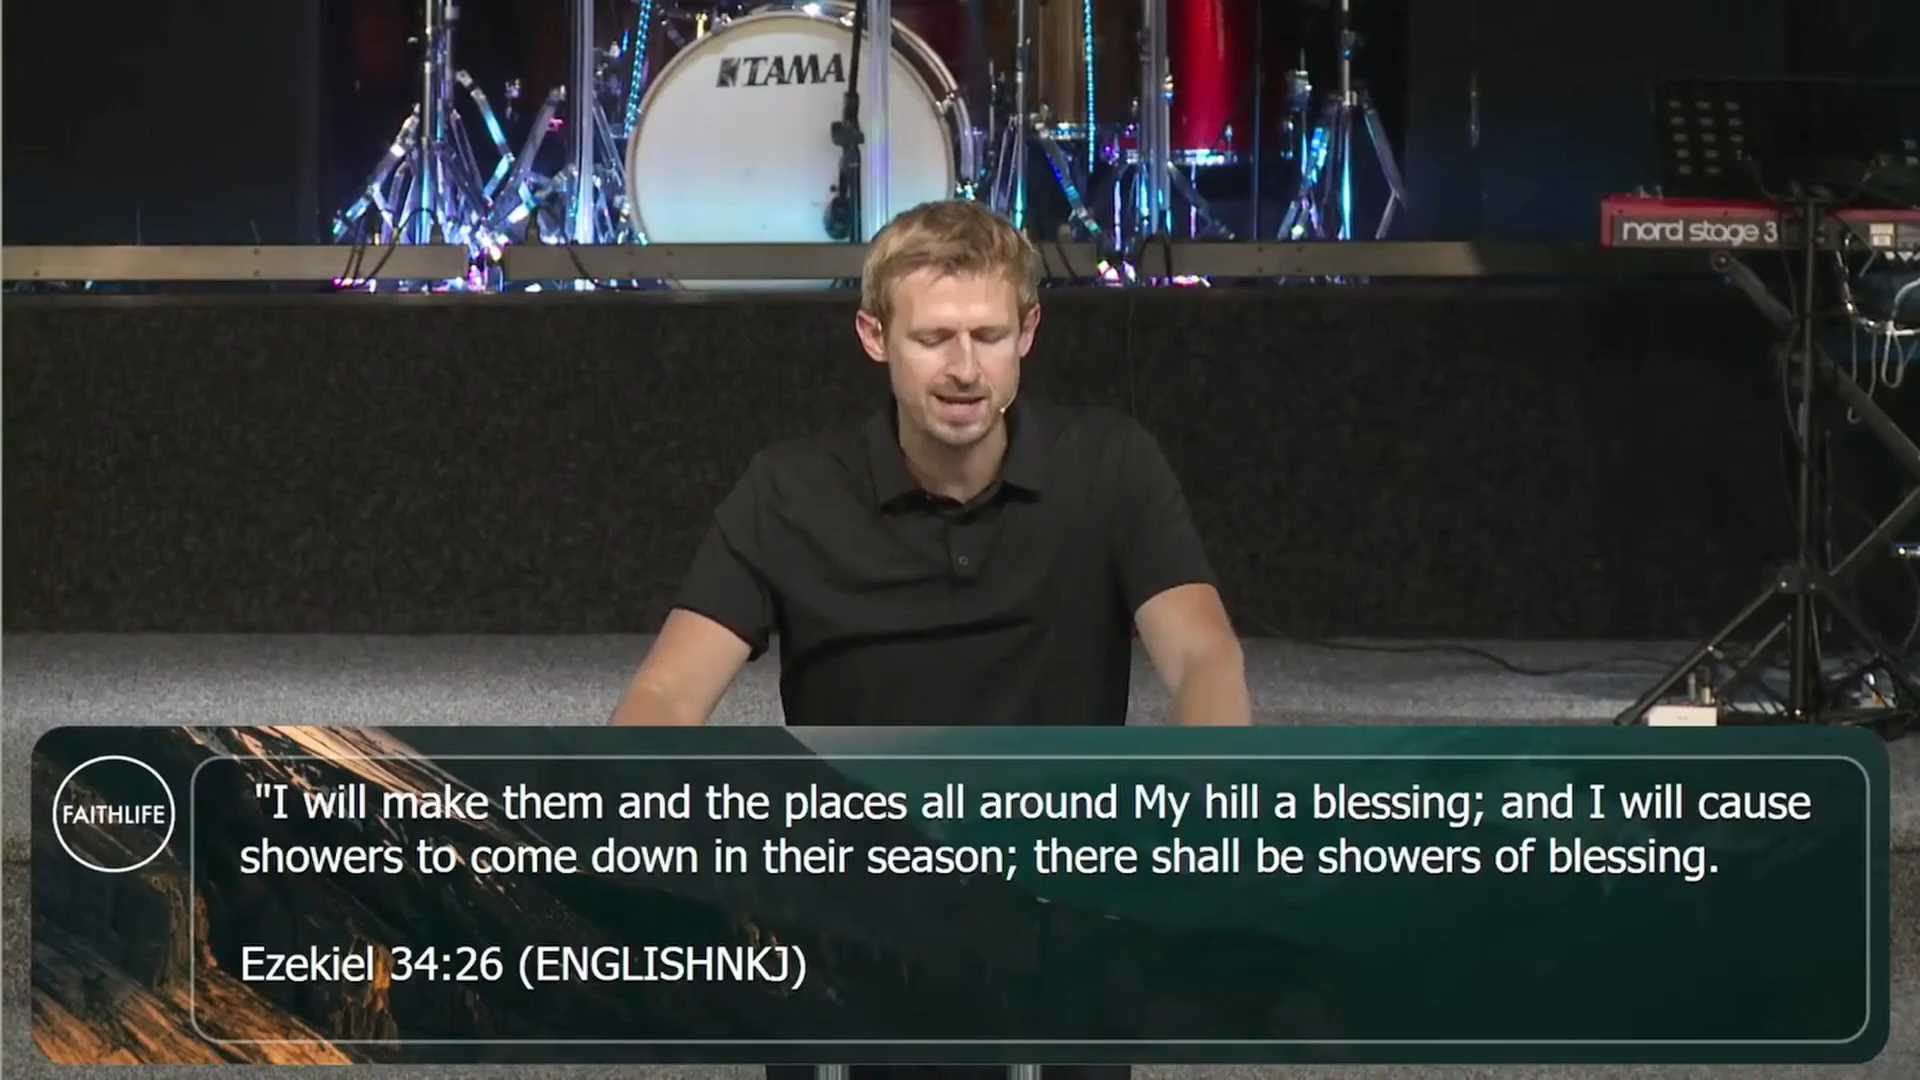 TAMA
nord stage 3
FAITHLIFE
"I will make them and the places all around My hill a blessing; and I will cause
showers to come down in their season; there shall be showers of blessing.
Ezekiel 34:26 (ENGLISHNKJ)